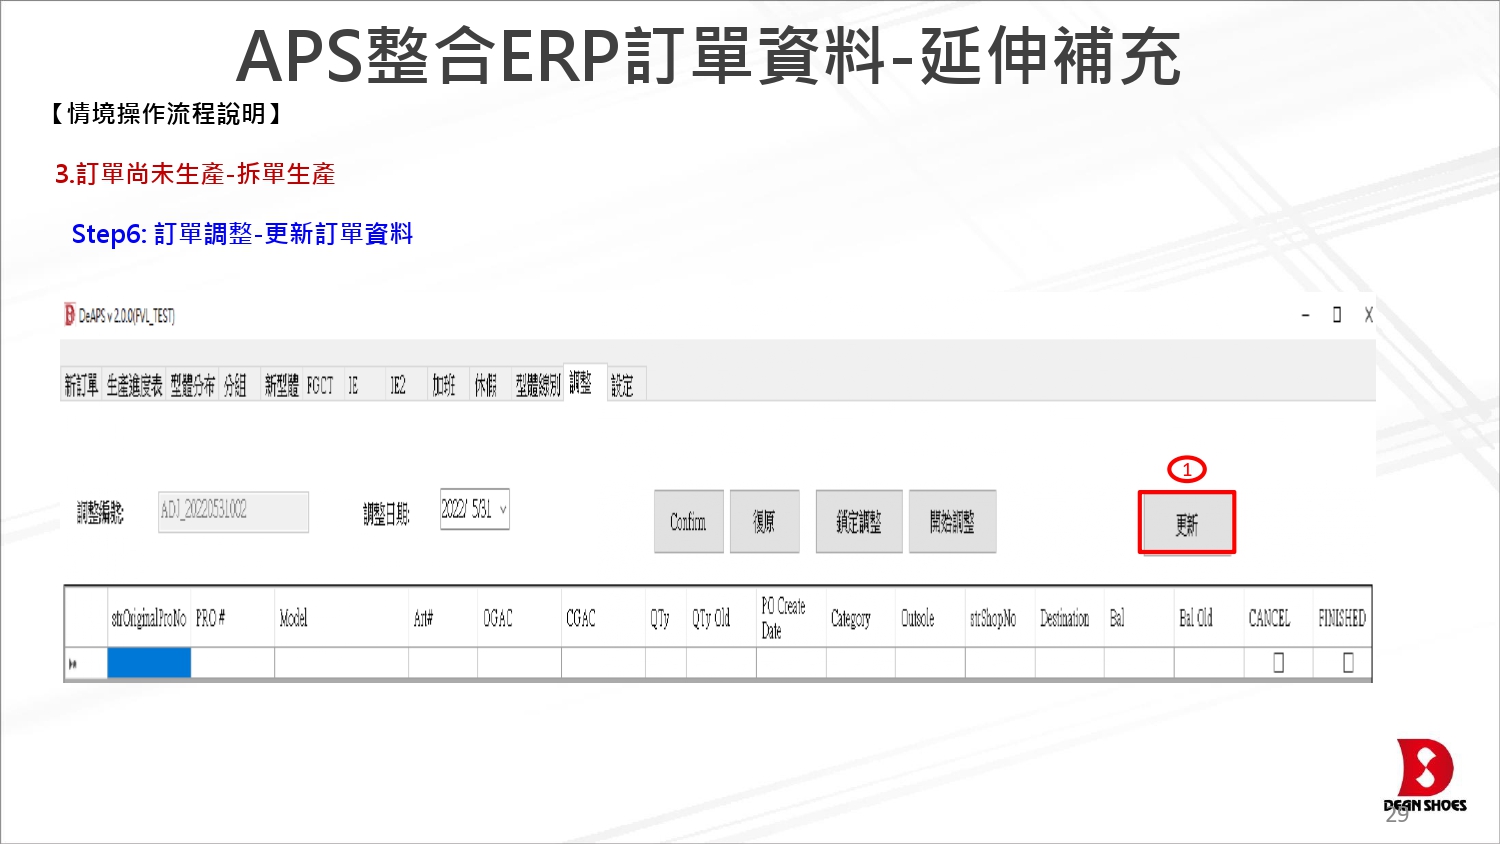 APS整合ERP訂單資料-延伸補充
【情境操作流程說明】
3.訂單尚未生產-拆單生產
Step6: 訂單調整-更新訂單資料
DeAPS v 2.0.0(FVL_TEST)
新訂單 生產進度表 型體分布 分組 新型體 FGCT IE IE2 加班 休假 型體線別 調整 設定
1
調整編號: ADJ_20220531002 調整日期: 2022/ 5/31 Confirm 復原 鎖定調整 開始調整 更新
strOriginalProNo PRO # Model Art# OGAC CGAC QTy QTy Old PO Create Date Category Outsole strShopNo Destination Bal Bal Old CANCEL FINISHED
DEAN SHOES
29